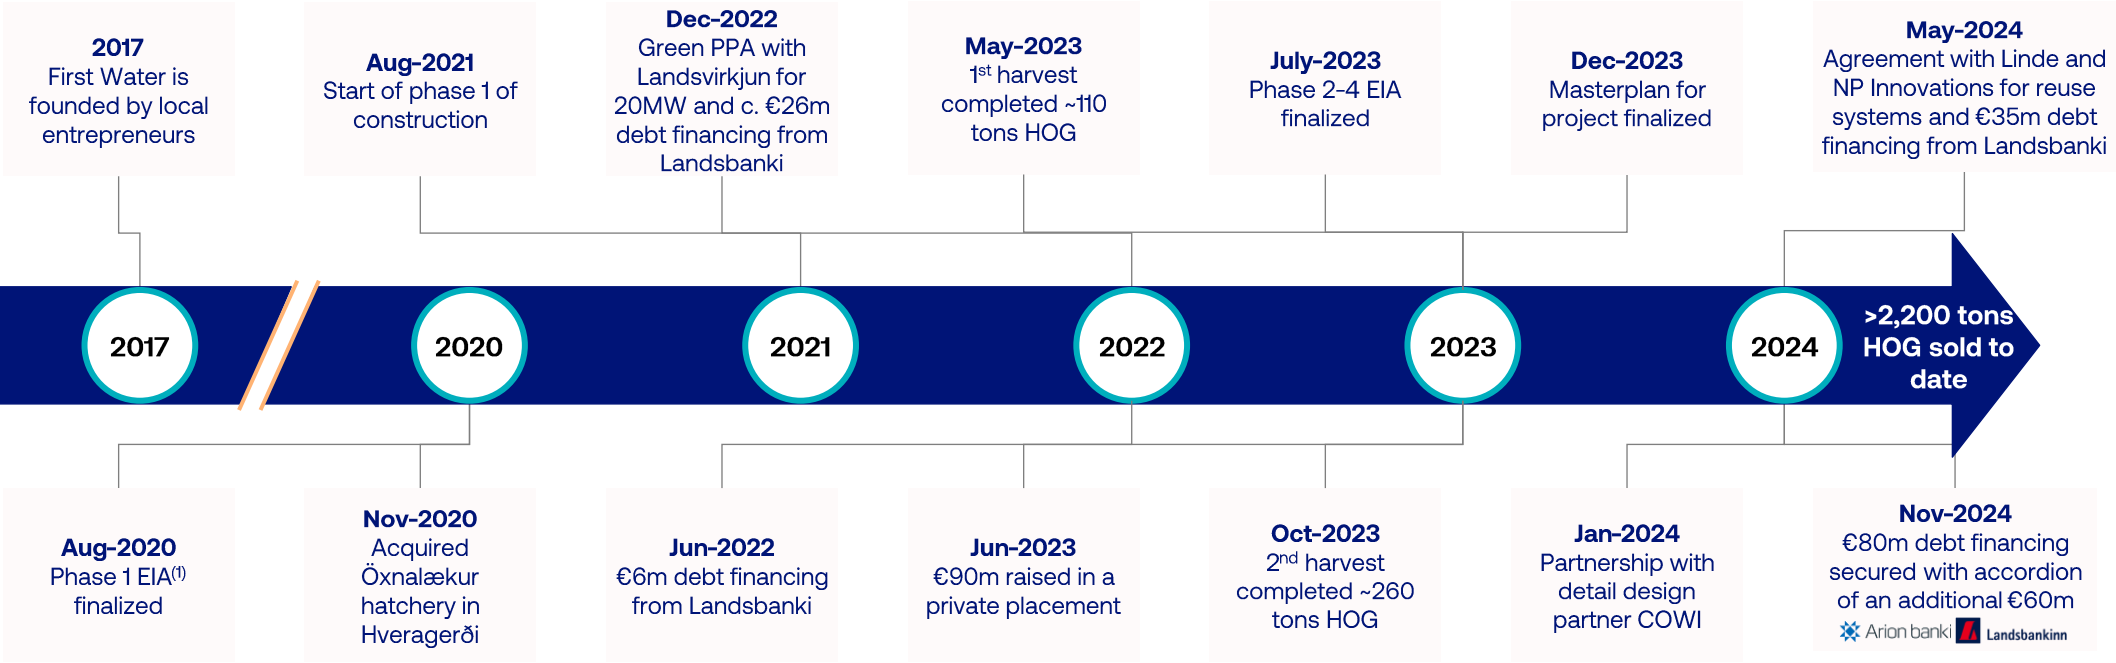 2017
First Water is
founded by local
entrepreneurs
Aug-2021
Start of phase 1 of
construction
Dec-2022
Green PPA with
Landsvirkjun for
20MW and c. €26m
debt financing from
Landsbanki
May-2023
1st harvest
completed ~110
tons HOG
July-2023
Phase 2-4 EIA
finalized
Dec-2023
Masterplan for
project finalized
May-2024
Agreement with Linde and
NP Innovations for reuse
systems and €35m debt
financing from Landsbanki
2017
2020
2021
2022
2023
2024
>2,200 tons
HOG sold to
date
Aug-2020
Phase 1 EIA(1)
finalized
Nov-2020
Acquired
Öxnalækur
hatchery in
Hveragerði
Jun-2022
€6m debt financing
from Landsbanki
Jun-2023
€90m raised in a
private placement
Oct-2023
2nd harvest
completed ~260
tons HOG
Jan-2024
Partnership with
detail design
partner COWI
Nov-2024
€80m debt financing
secured with accordion
of an additional €60m
Arion banki
Landsbankinn